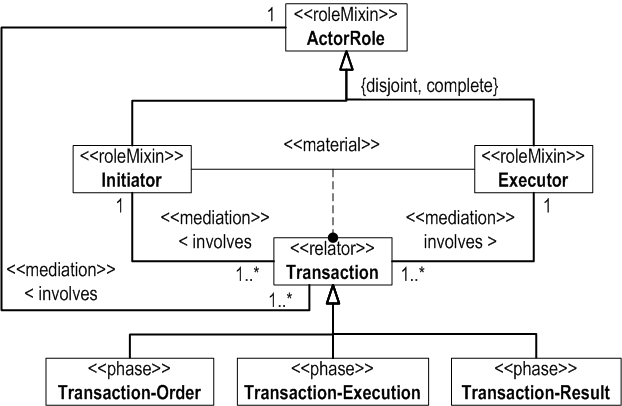 1
<<roleMixin>>
ActorRole
{disjoint, complete}
<<roleMixin>>
Initiator
<<material>>
<<roleMixin>>
Executor
1
1
<<mediation>>
< involves
<<mediation>>
involves >
<<relator>>
Transaction
1..*
1..*
<<mediation>>
< involves
1..*
<<phase>>
Transaction-Order
<<phase>>
Transaction-Execution
<<phase>>
Transaction-Result